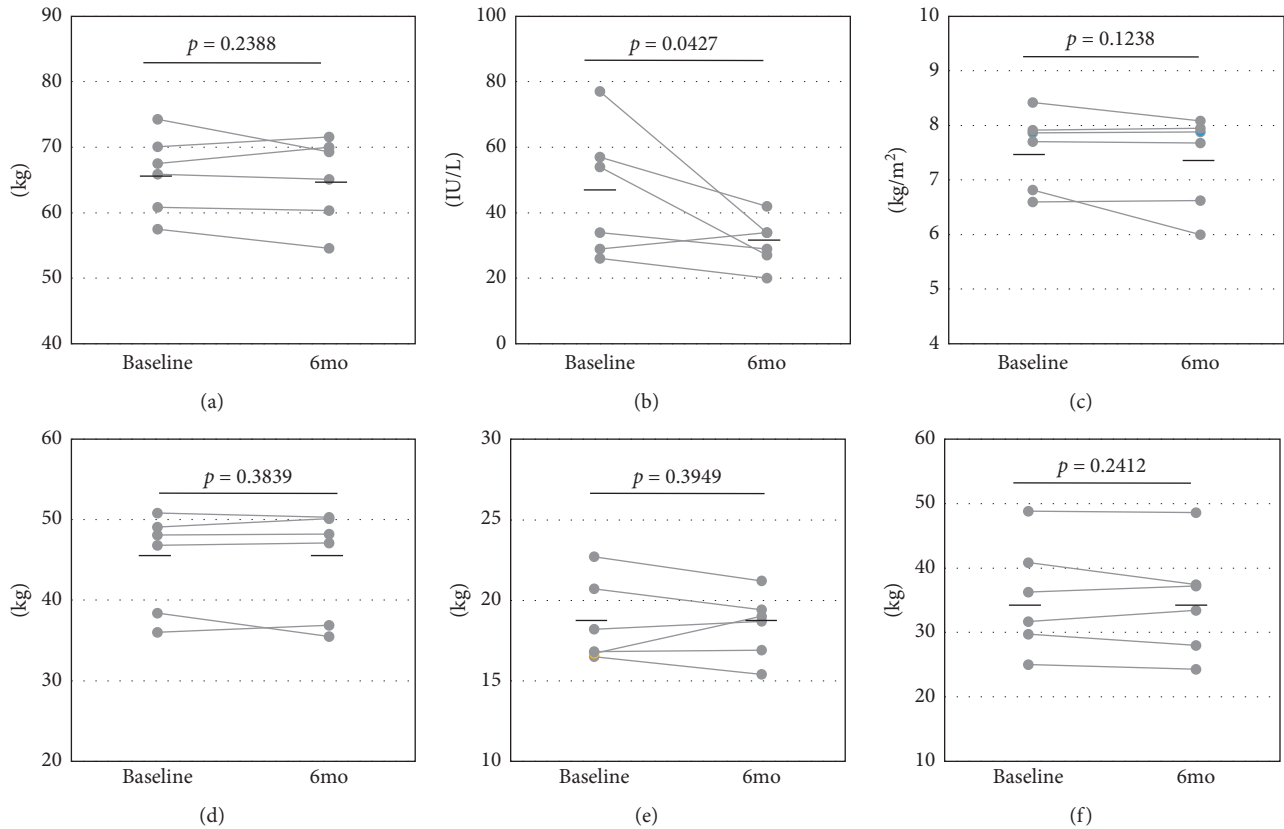 90
80
70
60
50
40
(kg)
p = 0.2388
Baseline 6mo
(a)
100
80
60
40
20
0
(IU/L)
p = 0.0427
Baseline 6mo
(b)
10
9
8
7
6
5
4
(kg/m²)
p = 0.1238
Baseline 6mo
(c)
60
50
40
30
20
(kg)
p = 0.3839
Baseline 6mo
(d)
30
25
20
15
10
(kg)
p = 0.3949
Baseline 6mo
(e)
60
50
40
30
20
10
(kg)
p = 0.2412
Baseline 6mo
(f)